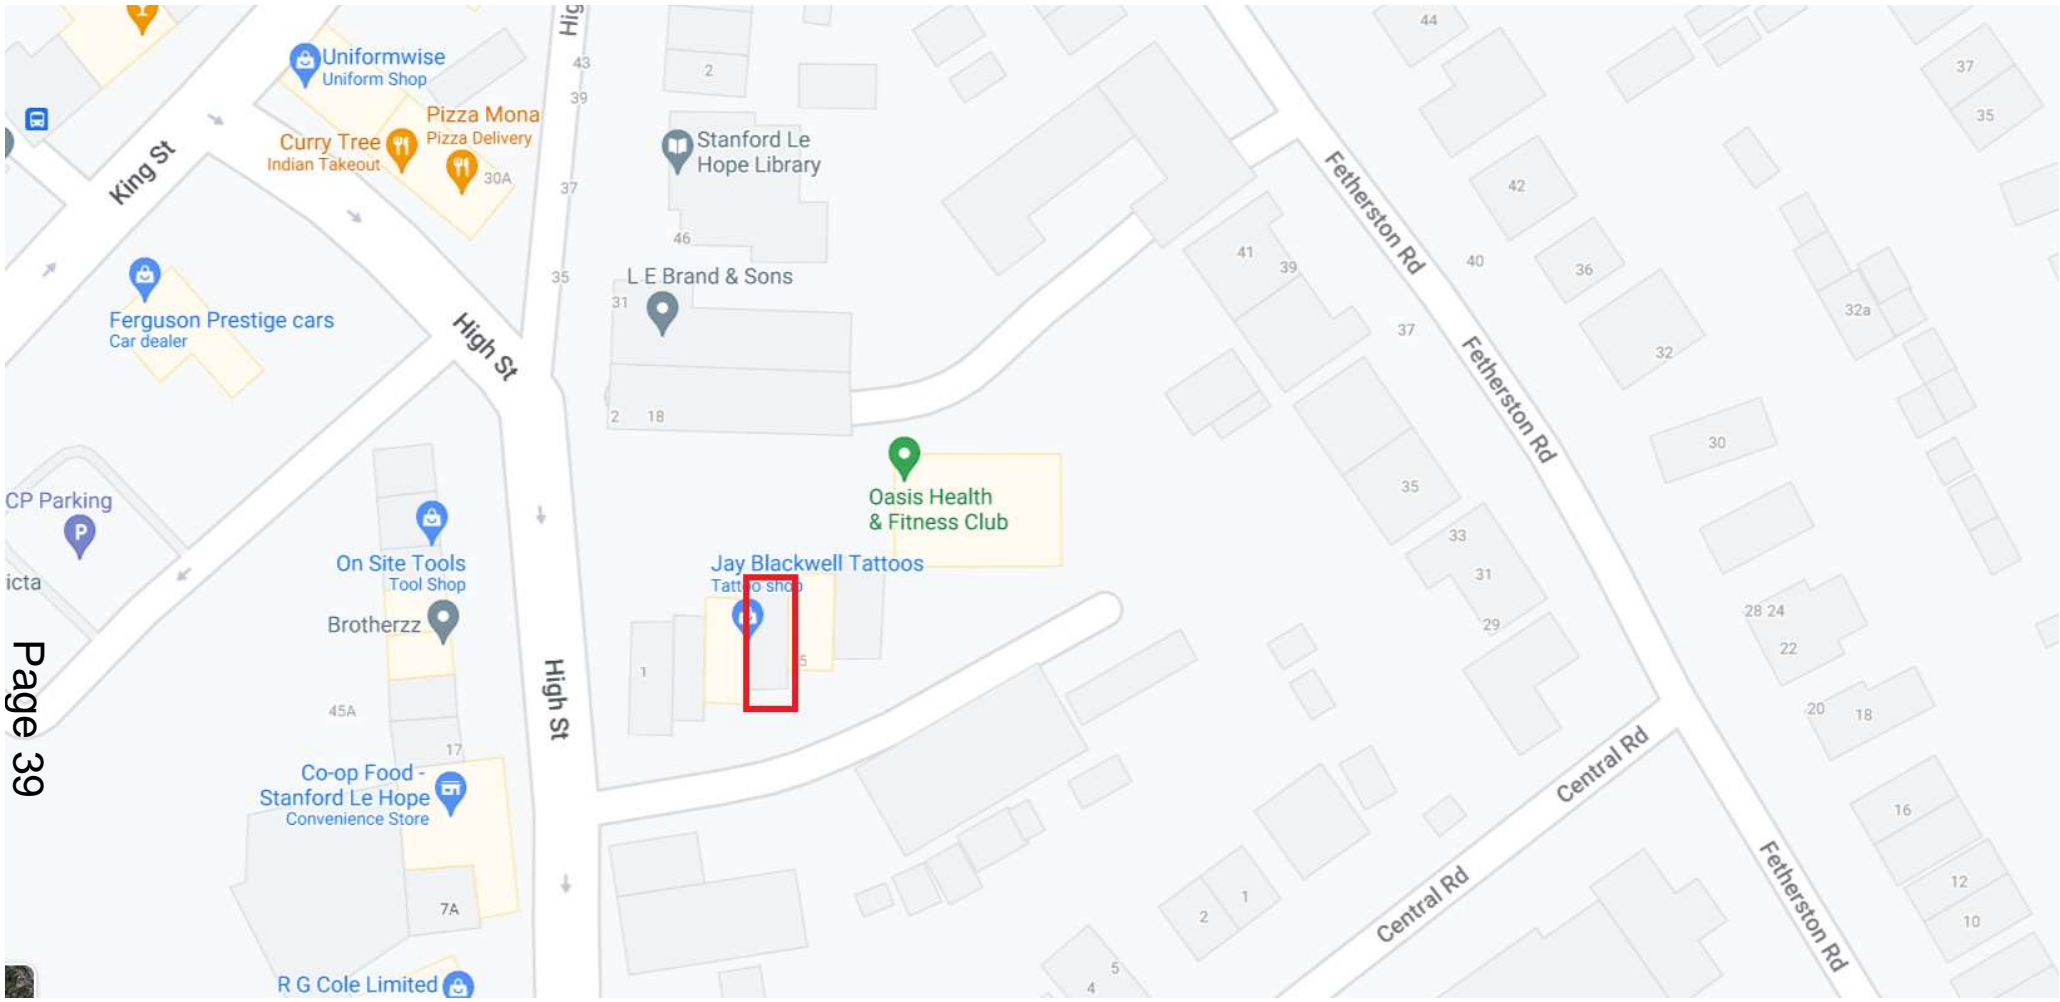 Hig
43
39
37
35
44
37
35
Uniformwise
Uniform Shop
Pizza Mona
Pizza Delivery
Curry Tree
Indian Takeout
30A
King St
2
Stanford Le
Hope Library
46
L E Brand & Sons
31
2
18
Ferguson Prestige cars
Car dealer
High St
Fetherston Rd
42
40
36
41
39
37
32a
32
Fetherston Rd
30
35
33
31
29
28 24
22
20
18
CP Parking
P
icta
On Site Tools
Tool Shop
Brotherzz
45A
17
High St
Oasis Health
& Fitness Club
Jay Blackwell Tattoos
Tattoo shop
1
5
Co-op Food -
Stanford Le Hope
Convenience Store
7A
R G Cole Limited
Central Rd
Central Rd
Fetherston Rd
16
12
10
1
2
5
4
Page 39